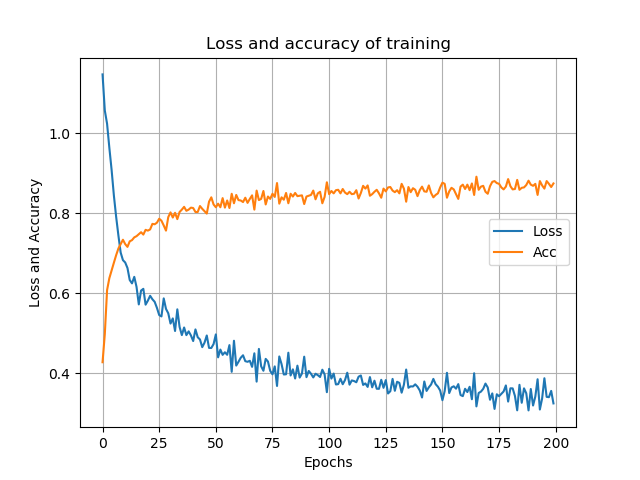 Loss and accuracy of training
Loss and Accuracy
1.0
0.8
0.6
0.4
Loss
Acc
0 25 50 75 100 125 150 175 200
Epochs